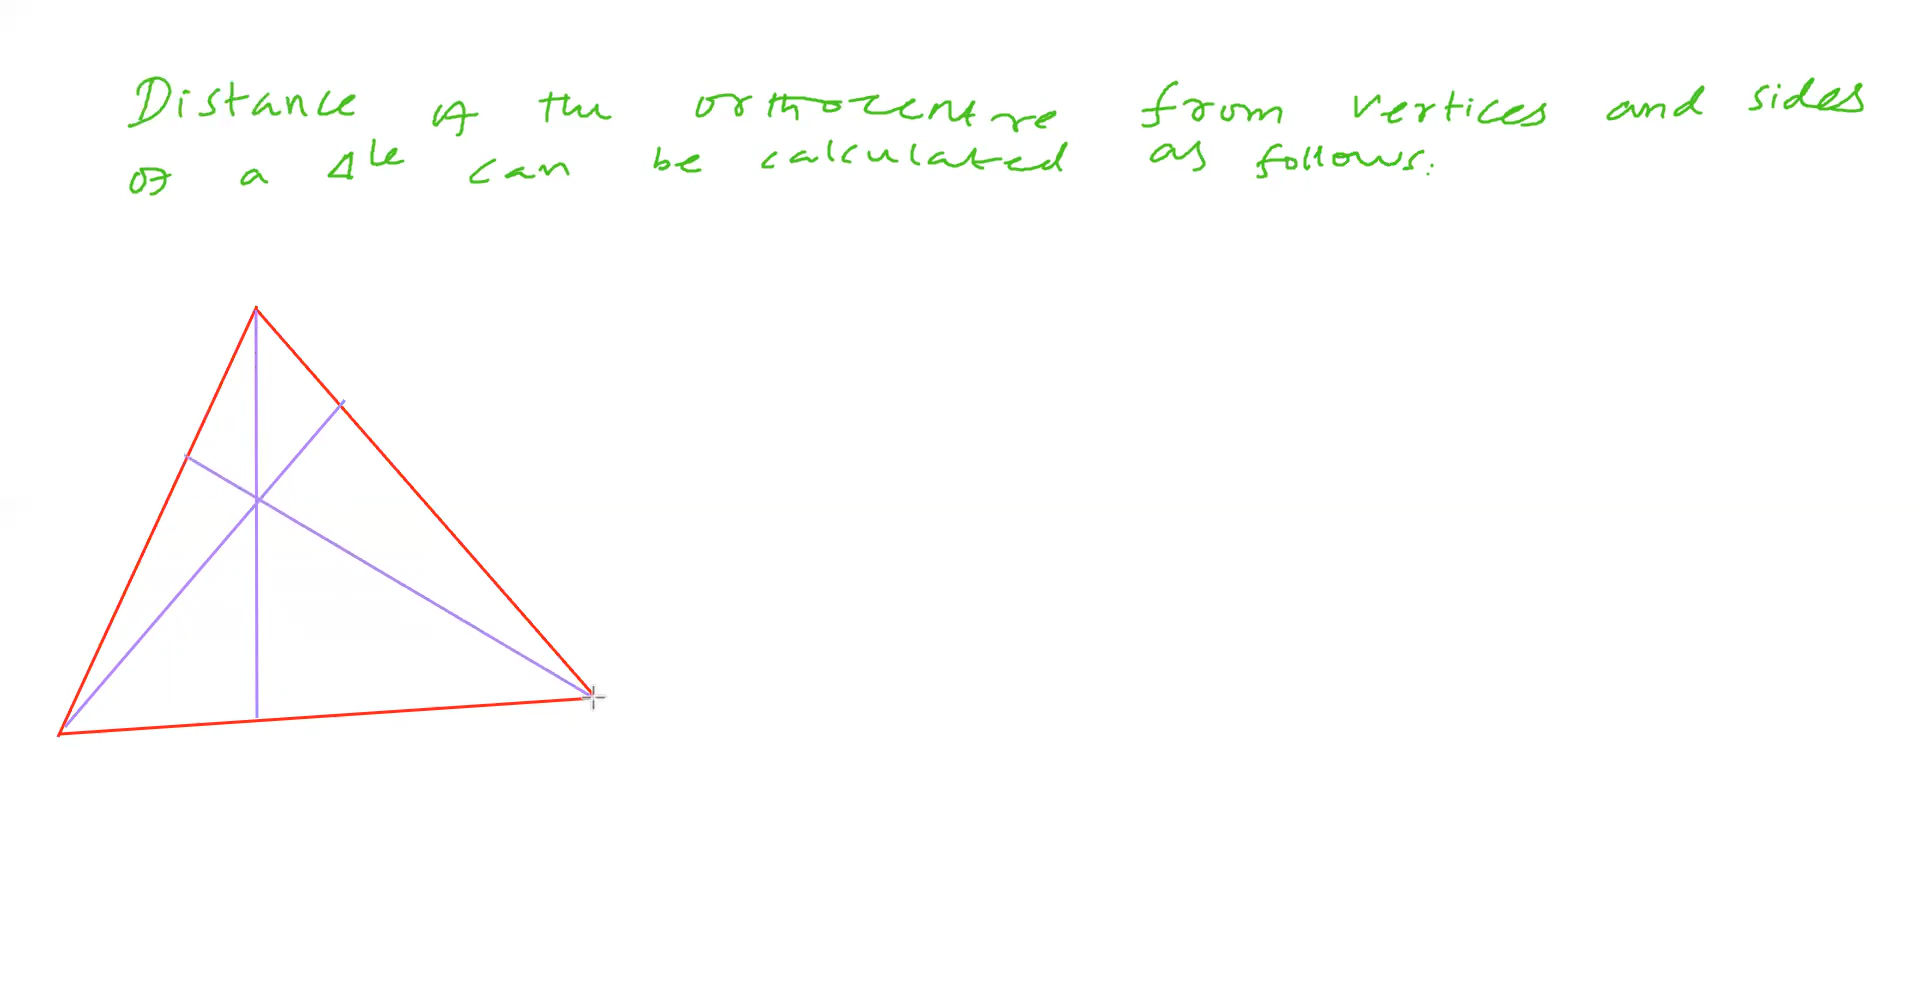 Distance of the orthocentre from vertices and sides
of a Δle can be calculated as follows: